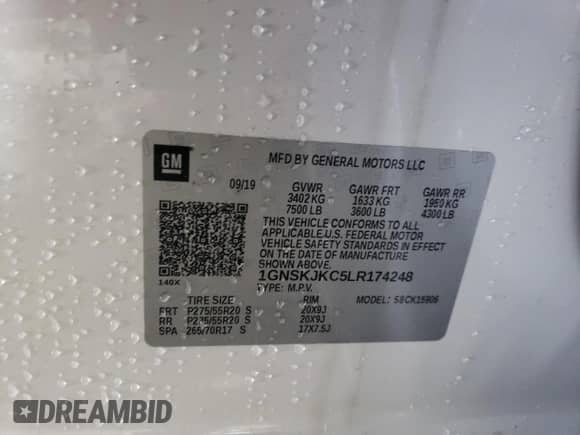 GM
MFD BY GENERAL MOTORS LLC
09/19 GVWR GAWR FRT GAWR RR
3402 KG 1633 KG 1950 KG
7500 LB 3600 LB 4300 LB
THIS VEHICLE CONFORMS TO ALL
APPLICABLE U.S. FEDERAL MOTOR
VEHICLE SAFETY STANDARDS IN EFFECT
ON THE DATE OF MANUFACTURE
SHOWN ABOVE.
140X 1GNSKJKC5LR174248
TYPE: M.P.V. MODEL: S8CK15906
TIRE SIZE RIM
FRT P275/55R20 S 20X9J
RR P275/55R20 S 20X9J
SPA 265/70R17 S 17X7.5J
DREAMBID